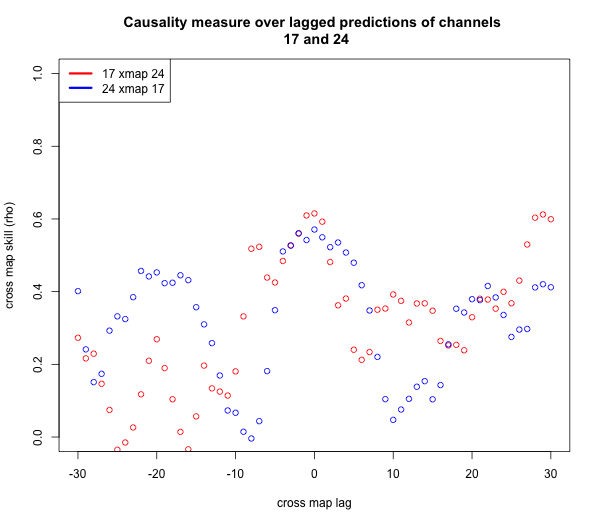 Causality measure over lagged predictions of channels
17 and 24
17 xmap 24
24 xmap 17
cross map skill (rho)
1.0
0.8
0.6
0.4
0.2
0.0
-30 -20 -10 0 10 20 30
cross map lag